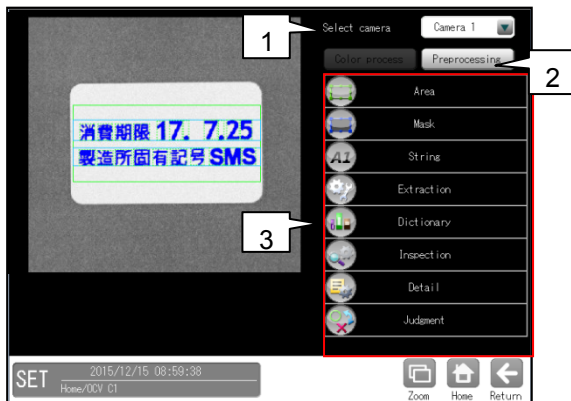 1
Select camera
Camera 1
Color process
Preprocessing
2
消費期限 17. 7.25
製造所固有記号 SMS
3
Area
Mask
A1
String
Extraction
Dictionary
Inspection
Detail
Judgment
SET
2015/12/15 08:59:38
Home/OCV C1
Zoom
Home
Return